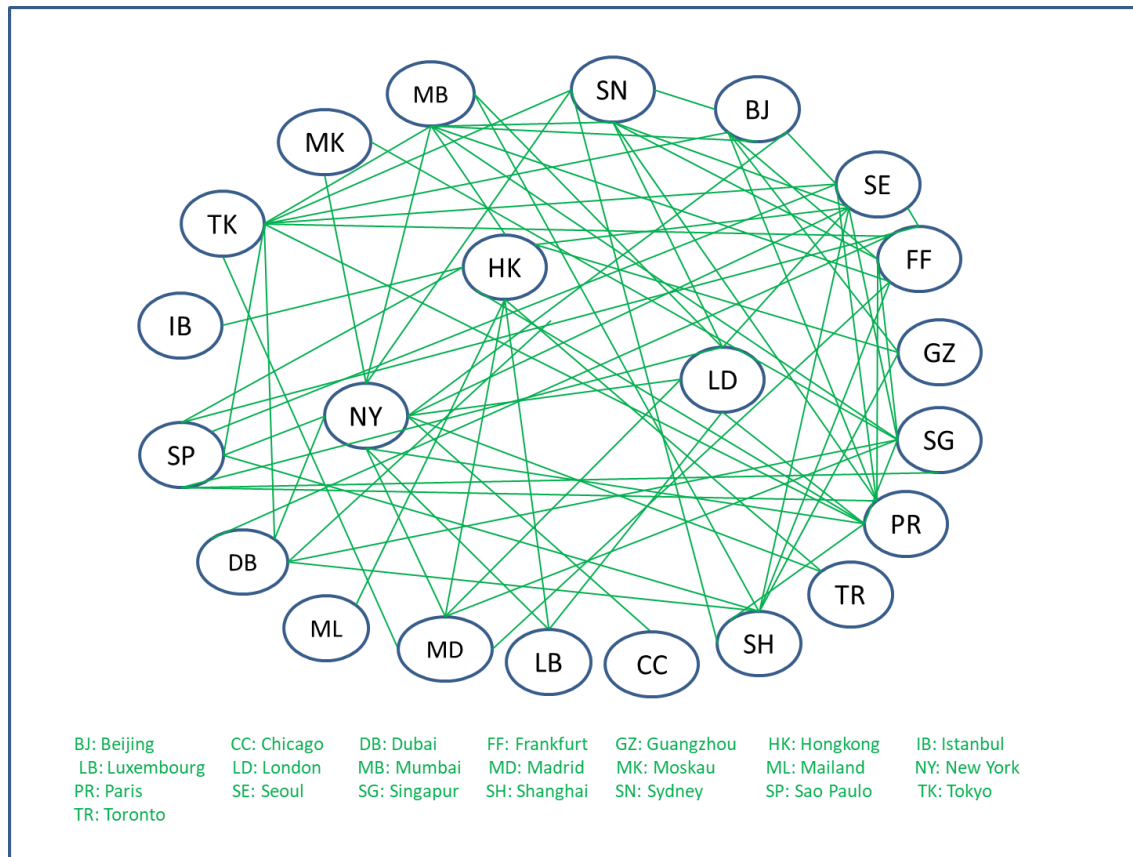 SN
MB
BJ
MK
SE
TK
FF
HK
IB
GZ
LD
NY
SG
SP
PR
DB
TR
ML
SH
MD
LB
CC
BJ: Beijing CC: Chicago DB: Dubai FF: Frankfurt GZ: Guangzhou HK: Hongkong IB: Istanbul
LB: Luxembourg LD: London MB: Mumbai MD: Madrid MK: Moskau ML: Mailand NY: New York
PR: Paris SE: Seoul SG: Singapur SH: Shanghai SN: Sydney SP: Sao Paulo TK: Tokyo
TR: Toronto